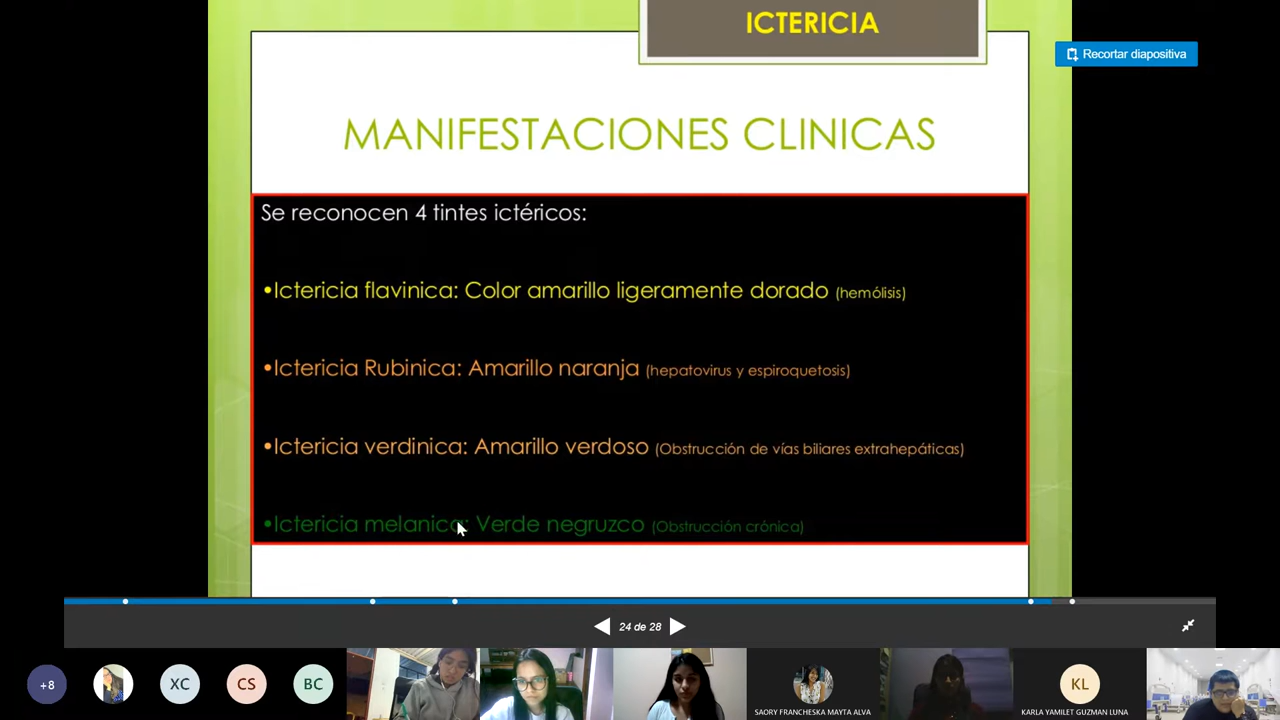 ICTERICIA
Recortar diapositiva
MANIFESTACIONES CLINICAS
Se reconocen 4 tintes ictéricos:
•Ictericia flavinica: Color amarillo ligeramente dorado (hemólisis)
•Ictericia Rubinica: Amarillo naranja (hepatovirus y espiroquetosis)
•Ictericia verdinica: Amarillo verdoso (Obstrucción de vías biliares extrahepáticas)
•Ictericia melanica: Verde negruzco (Obstrucción crónica)
24 de 28
+8
XC
CS
BC
SAORY FRANCHESKA MAYTA ALVA
KL
KARLA YAMILET GUZMAN LUNA